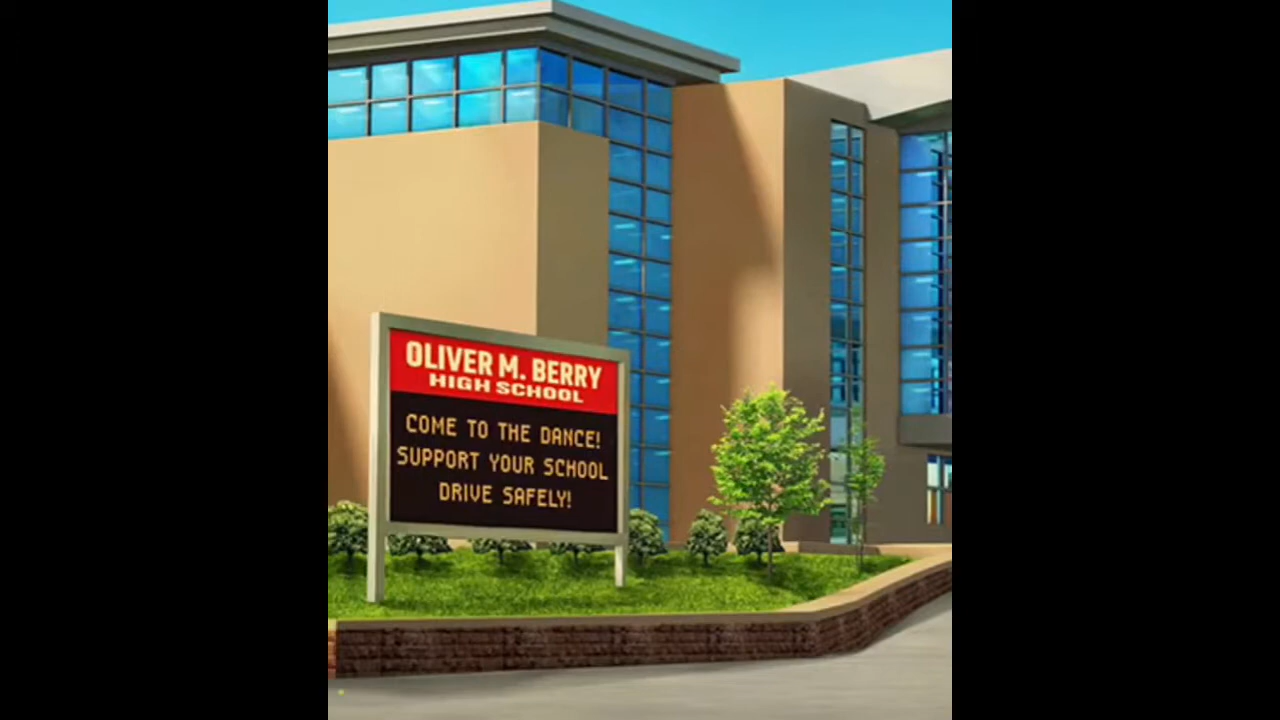 OLIVER M. BERRY
HIGH SCHOOL
COME TO THE DANCE!
SUPPORT YOUR SCHOOL
DRIVE SAFELY!